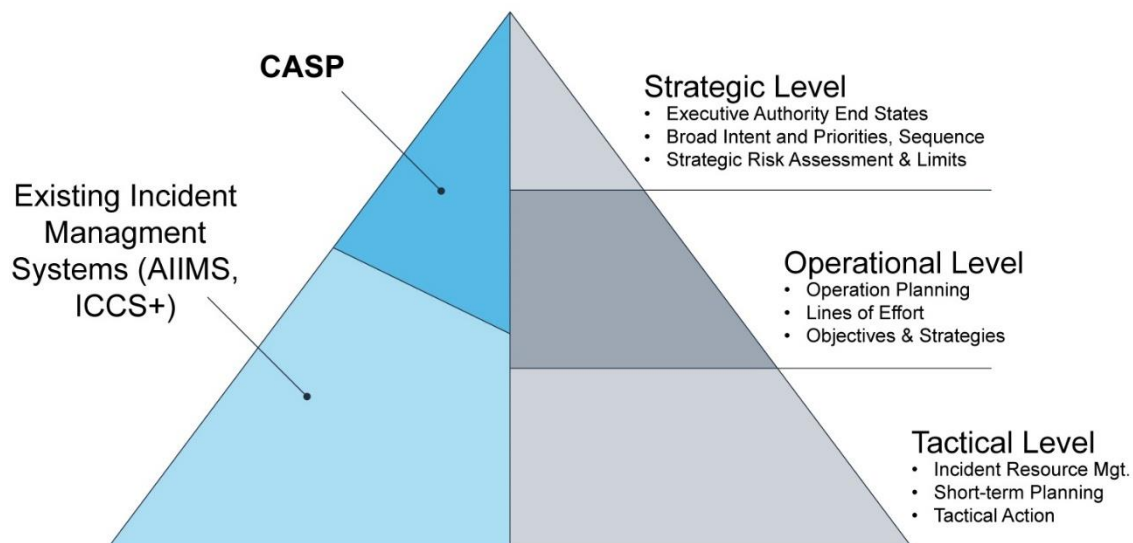 CASP
Existing Incident
Managment
Systems (AIIMS,
ICCS+)
Strategic Level
• Executive Authority End States
• Broad Intent and Priorities, Sequence
• Strategic Risk Assessment & Limits
Operational Level
• Operation Planning
• Lines of Effort
• Objectives & Strategies
Tactical Level
• Incident Resource Mgt.
• Short-term Planning
• Tactical Action